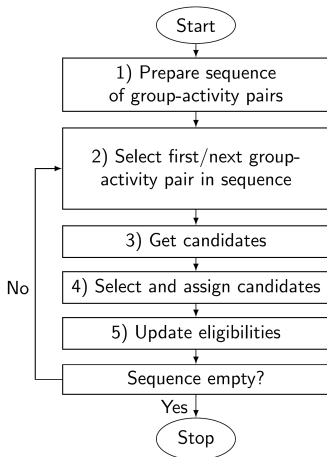 Start
1) Prepare sequence
of group-activity pairs
2) Select first/next group-
activity pair in sequence
3) Get candidates
4) Select and assign candidates
5) Update eligibilities
No
Sequence empty?
Yes
Stop